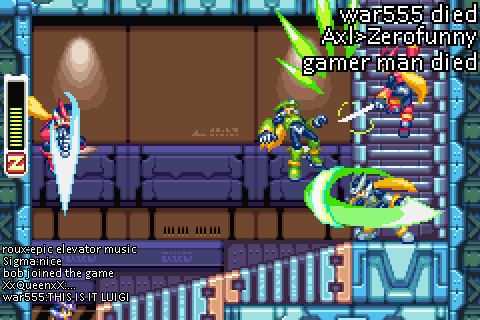 war555 died
Axl>Zerofunny
gamer man died
Z
roux:epic elevator music
Sigma:nice
bob joined the game
XxQueenxX:...
war555:THIS IS IT LUIGI